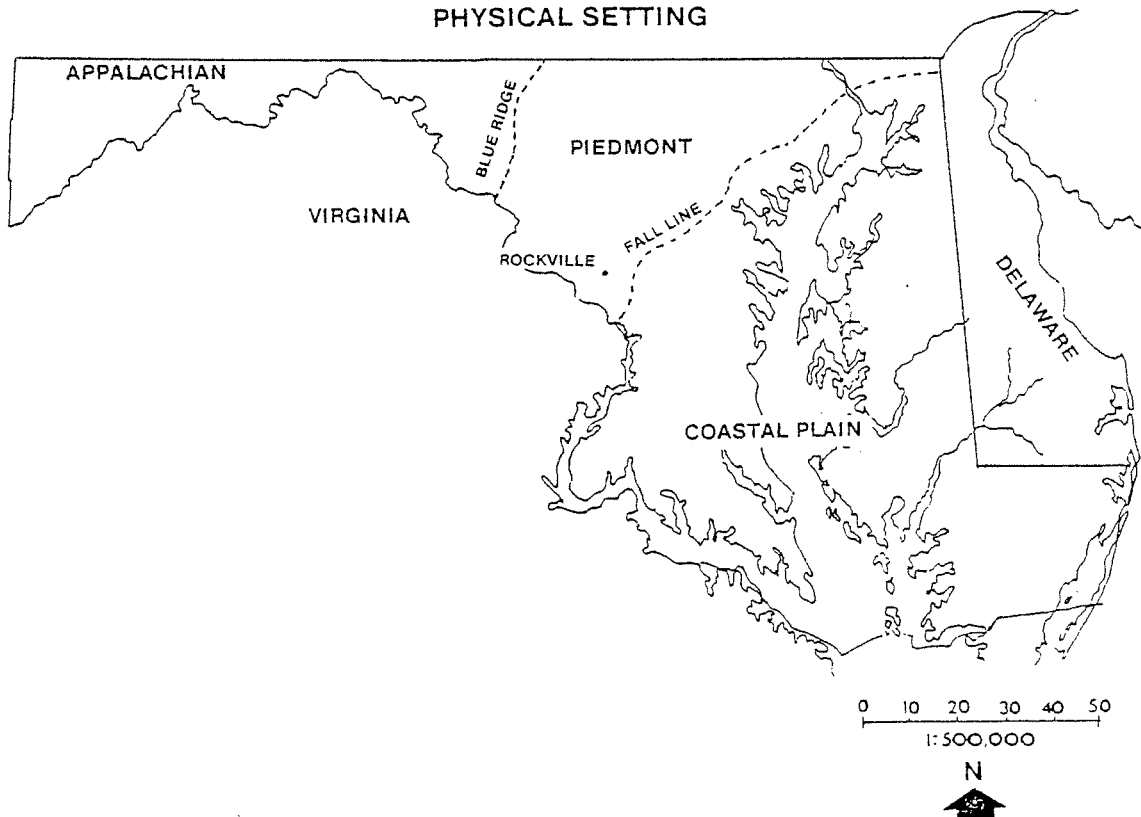 PHYSICAL SETTING
APPALACHIAN
BLUE RIDGE
PIEDMONT
VIRGINIA
FALL LINE
ROCKVILLE
DELAWARE
COASTAL PLAIN
0 10 20 30 40 50
1:500,000
N